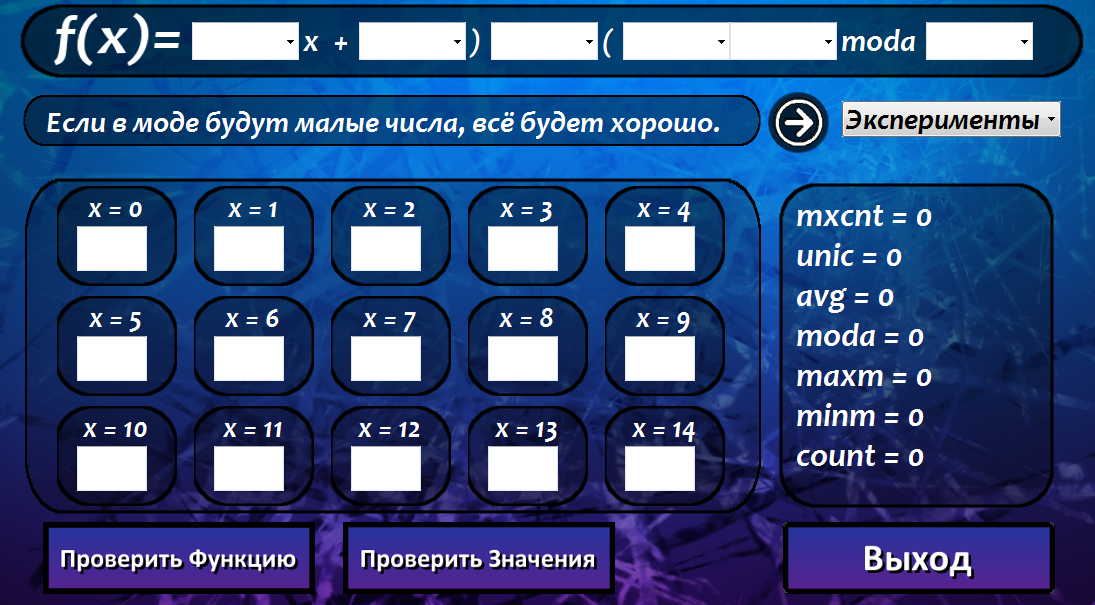 f(x)= x + ) ( moda
Если в моде будут малые числа, всё будет хорошо.
Эксперименты
x = 0 x = 1 x = 2 x = 3 x = 4
x = 5 x = 6 x = 7 x = 8 x = 9
x = 10 x = 11 x = 12 x = 13 x = 14
mxcnt = 0
unic = 0
avg = 0
moda = 0
maxm = 0
minm = 0
count = 0
Проверить Функцию
Проверить Значения
Выход